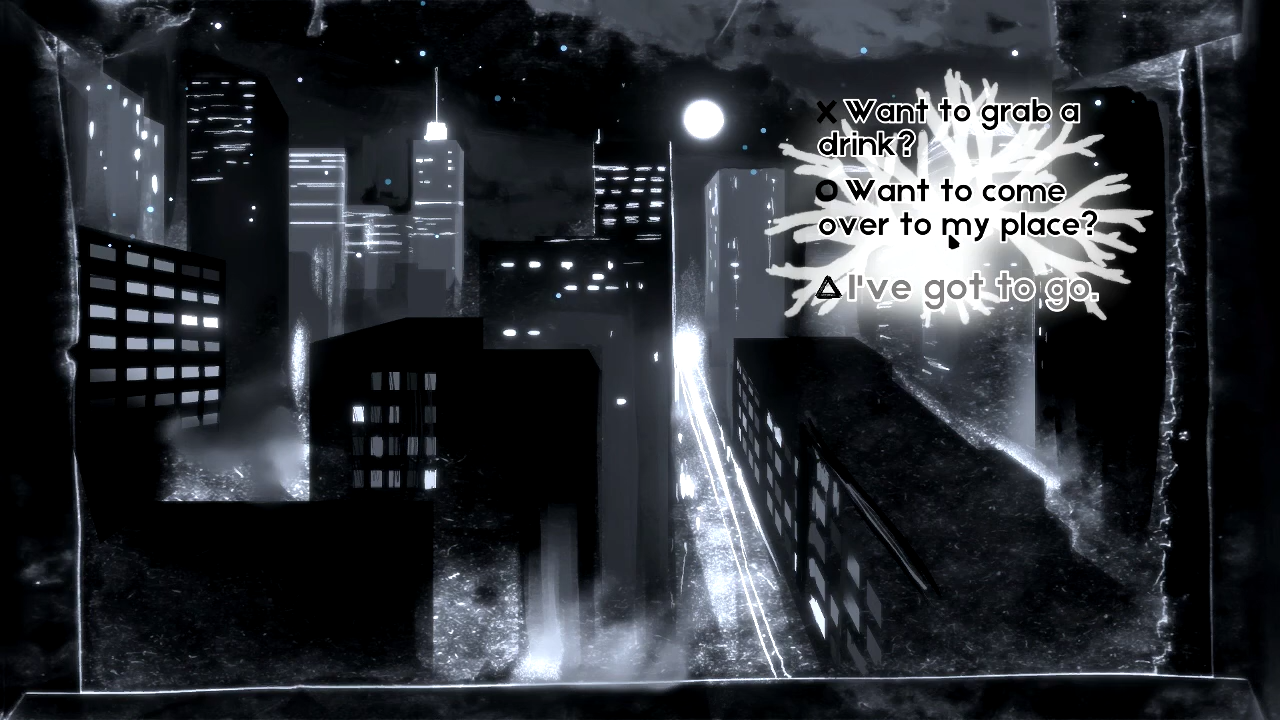 X Want to grab a
drink?
O Want to come
over to my place?
△ I've got to go.